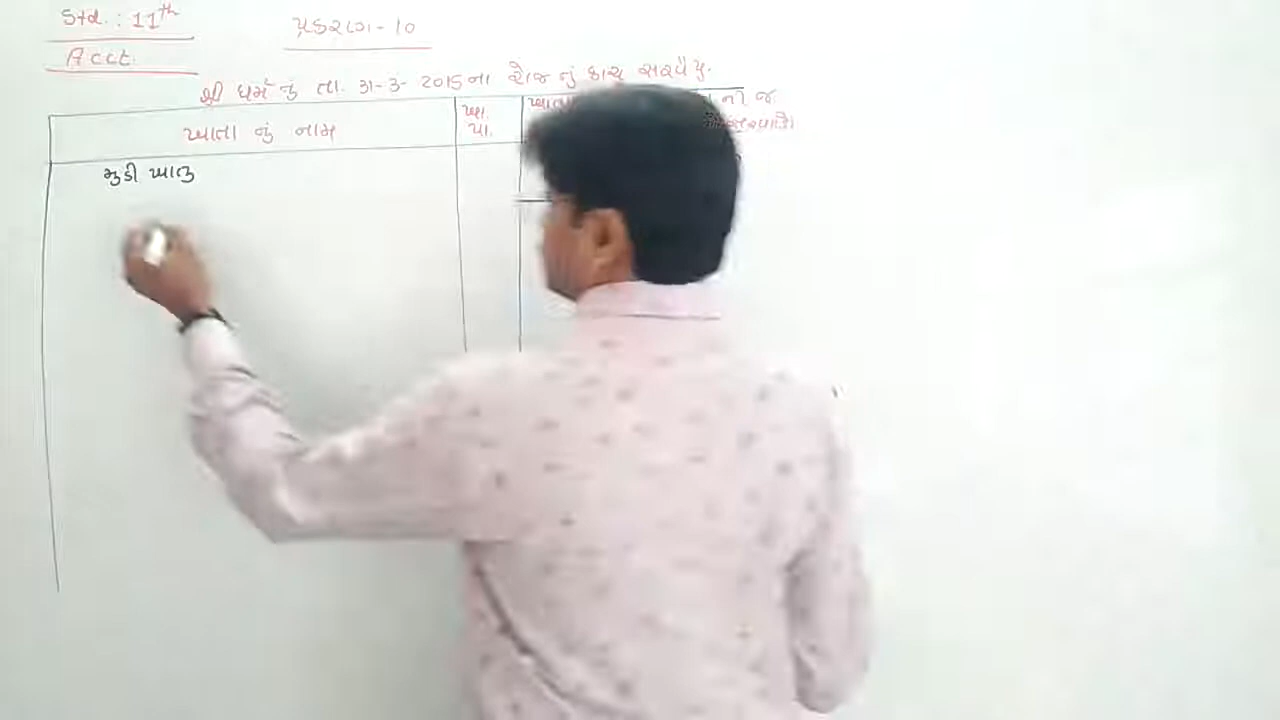 Std. : 11th
પ્રકરણ - 10
Acct.
શ્રી ધર્મ નું તા. 31-3-2015 ના રોજ નું કાચુ સરવૈયુ.
ખાતા નું નામ
ખા.
પા.
મુડી ખાતુ